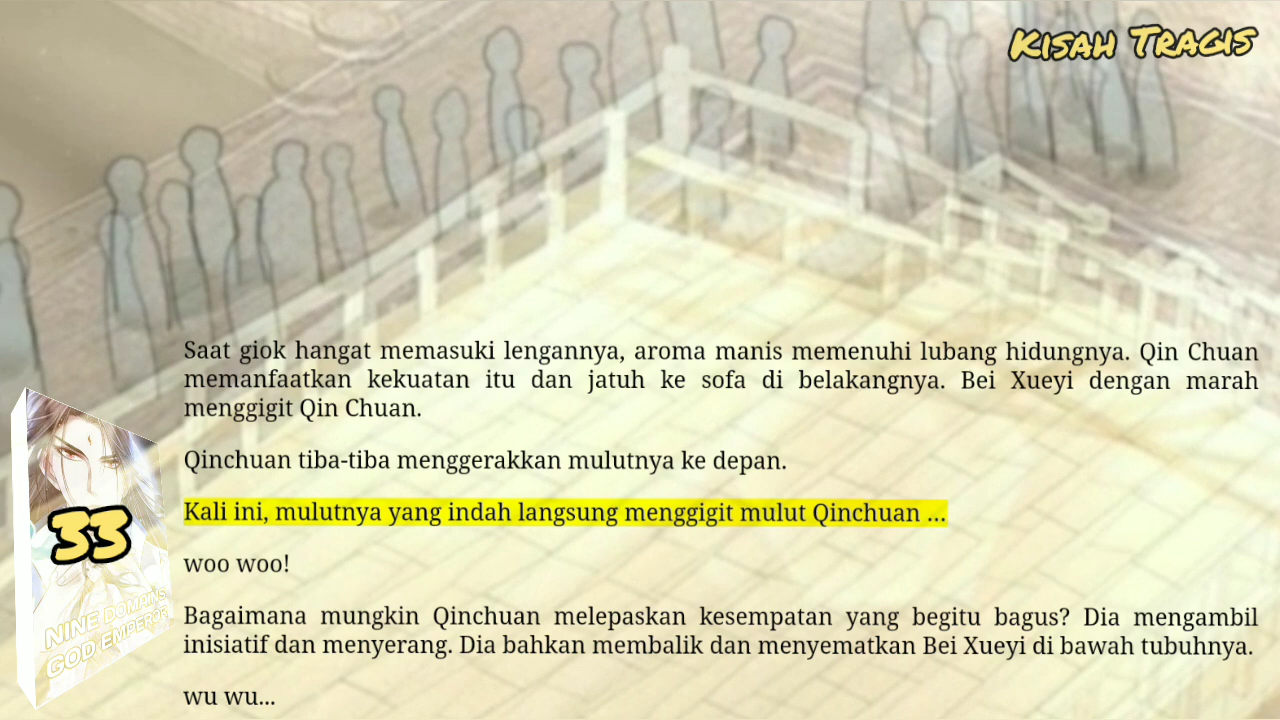 Kisah Tragis
Saat giok hangat memasuki lengannya, aroma manis memenuhi lubang hidungnya. Qin Chuan
memanfaatkan kekuatan itu dan jatuh ke sofa di belakangnya. Bei Xueyi dengan marah
menggigit Qin Chuan.
Qinchuan tiba-tiba menggerakkan mulutnya ke depan.
Kali ini, mulutnya yang indah langsung menggigit mulut Qinchuan ...
woo woo!
Bagaimana mungkin Qinchuan melepaskan kesempatan yang begitu bagus? Dia mengambil
inisiatif dan menyerang. Dia bahkan membalik dan menyematkan Bei Xueyi di bawah tubuhnya.
wu wu...
33
NINE DOMAINS
GOD EMPEROR